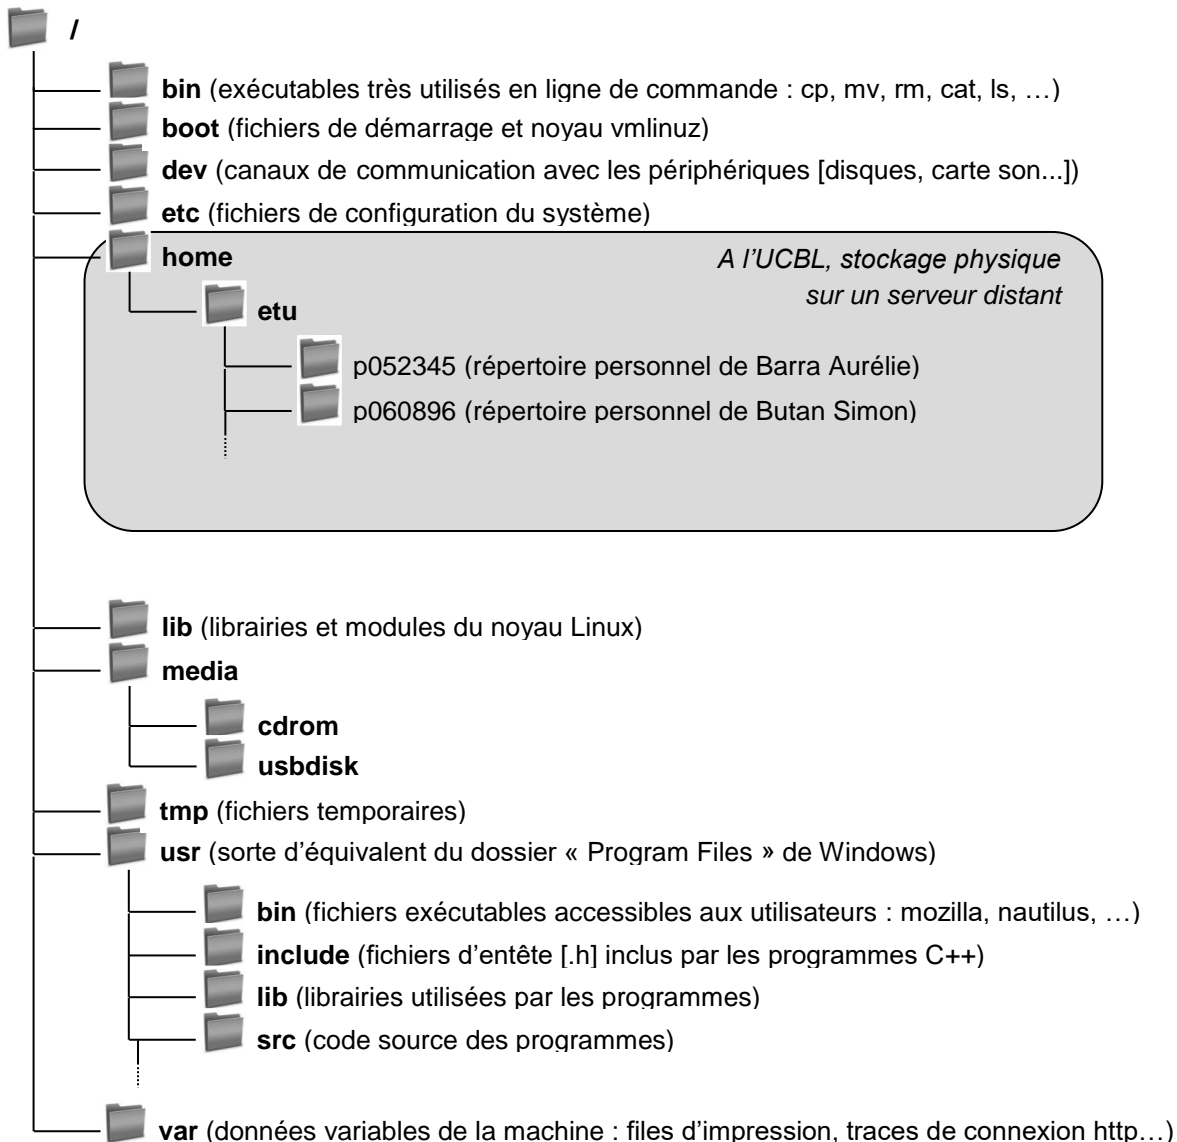 /
bin (exécutables très utilisés en ligne de commande : cp, mv, rm, cat, ls, …)
boot (fichiers de démarrage et noyau vmlinuz)
dev (canaux de communication avec les périphériques [disques, carte son...])
etc (fichiers de configuration du système)
home
A l’UCBL, stockage physique
sur un serveur distant
etu
p052345 (répertoire personnel de Barra Aurélie)
p060896 (répertoire personnel de Butan Simon)
lib (librairies et modules du noyau Linux)
media
cdrom
usbdisk
tmp (fichiers temporaires)
usr (sorte d’équivalent du dossier « Program Files » de Windows)
bin (fichiers exécutables accessibles aux utilisateurs : mozilla, nautilus, …)
include (fichiers d’entête [.h] inclus par les programmes C++)
lib (librairies utilisées par les programmes)
src (code source des programmes)
var (données variables de la machine : files d’impression, traces de connexion http…)